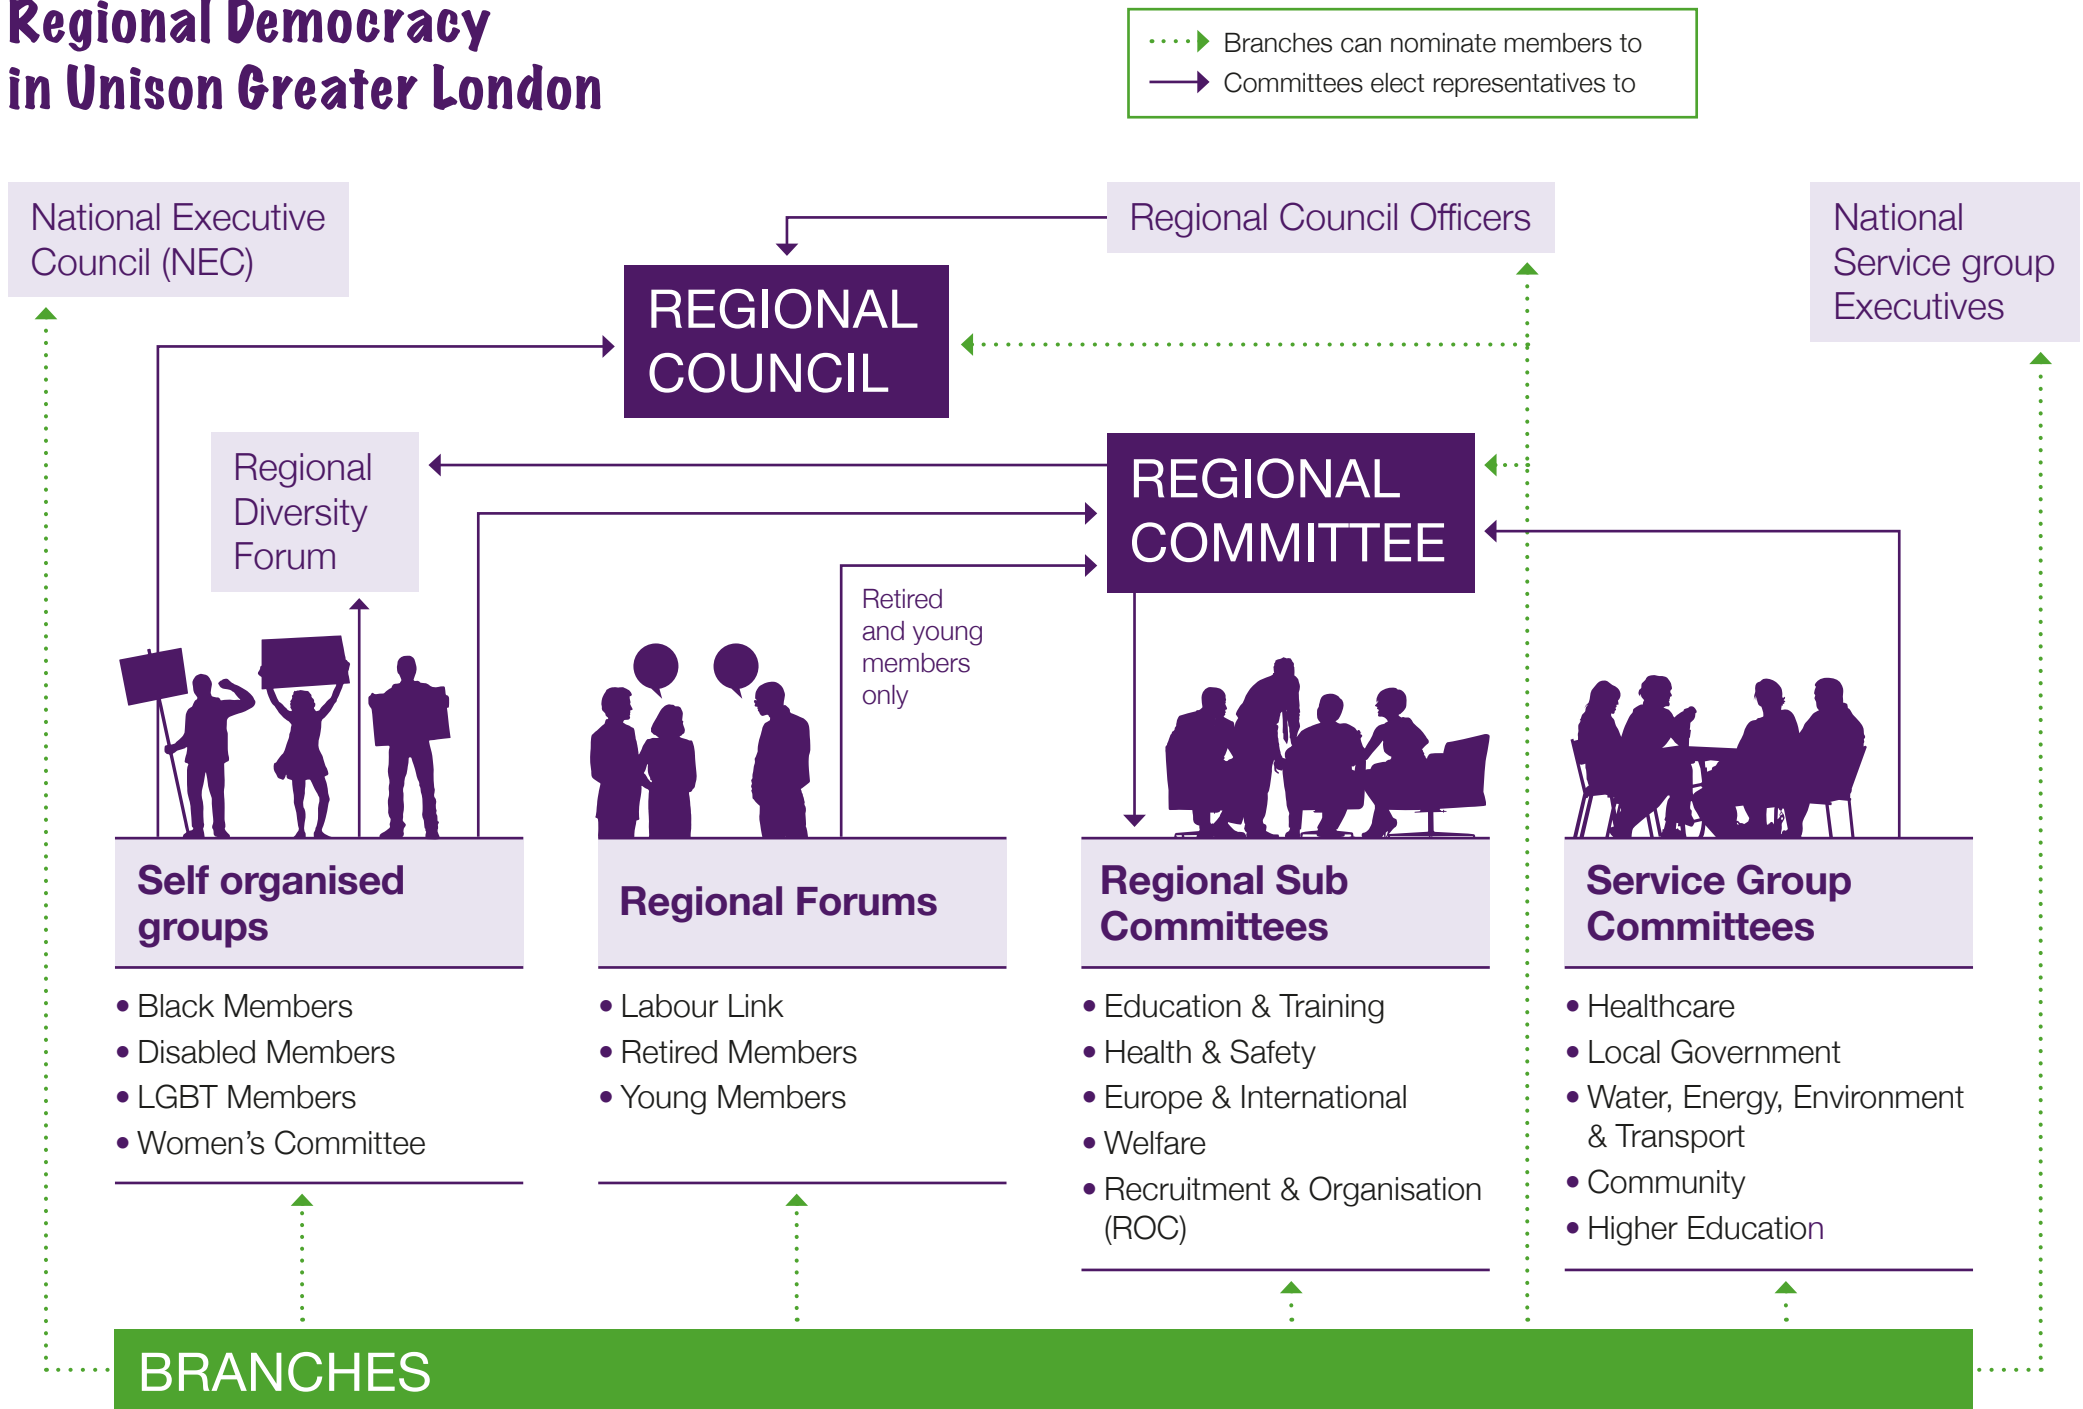 Regional Democracy
in Unison Greater London
Branches can nominate members to
Committees elect representatives to
National Executive
Council (NEC)
Regional Council Officers
National
Service group
Executives
REGIONAL
COUNCIL
Regional
Diversity
Forum
REGIONAL
COMMITTEE
Retired
and young
members
only
Self organised
groups
• Black Members
• Disabled Members
• LGBT Members
• Women’s Committee
Regional Forums
• Labour Link
• Retired Members
• Young Members
Regional Sub
Committees
• Education & Training
• Health & Safety
• Europe & International
• Welfare
• Recruitment & Organisation
(ROC)
Service Group
Committees
• Healthcare
• Local Government
• Water, Energy, Environment
& Transport
• Community
• Higher Education
BRANCHES